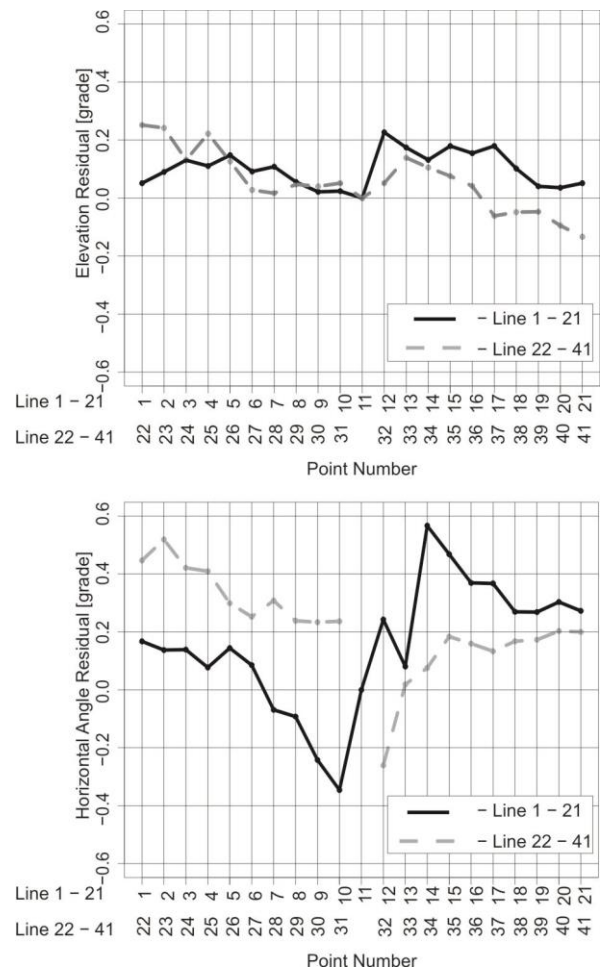 Elevation Residual [grade]
0.6
0.4
0.2
0.0
−0.2
−0.4
−0.6
– Line 1 – 21
– Line 22 – 41
Line 1 – 21
1 2 3 4 5 6 7 8 9 10 11 12 13 14 15 16 17 18 19 20 21
Line 22 – 41
22 23 24 25 26 27 28 29 30 31 32 33 34 35 36 37 38 39 40 41
Point Number
Horizontal Angle Residual [grade]
0.6
0.4
0.2
0.0
−0.2
−0.4
−0.6
– Line 1 – 21
– Line 22 – 41
Line 1 – 21
1 2 3 4 5 6 7 8 9 10 11 12 13 14 15 16 17 18 19 20 21
Line 22 – 41
22 23 24 25 26 27 28 29 30 31 32 33 34 35 36 37 38 39 40 41
Point Number